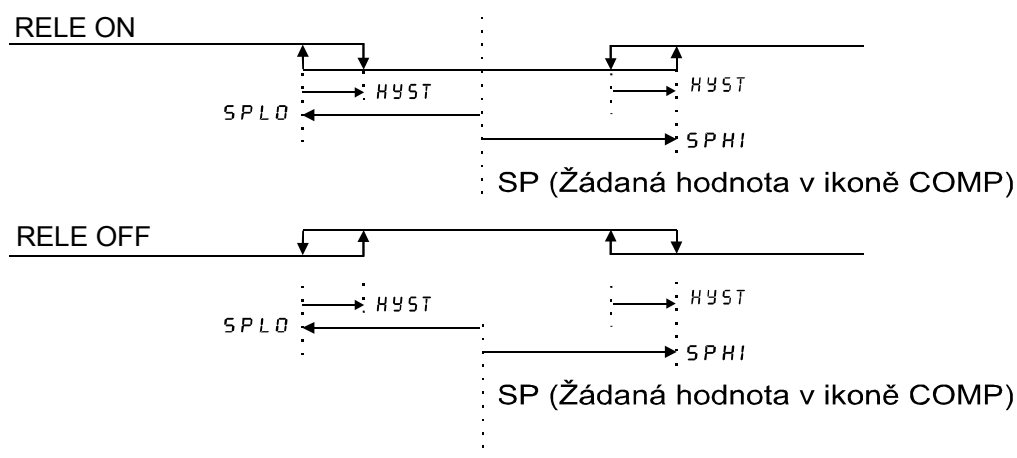 RELE ON
HYST
HYST
SPLO
SPHI
SP (Žádaná hodnota v ikoně COMP)
RELE OFF
HYST
HYST
SPLO
SPHI
SP (Žádaná hodnota v ikoně COMP)